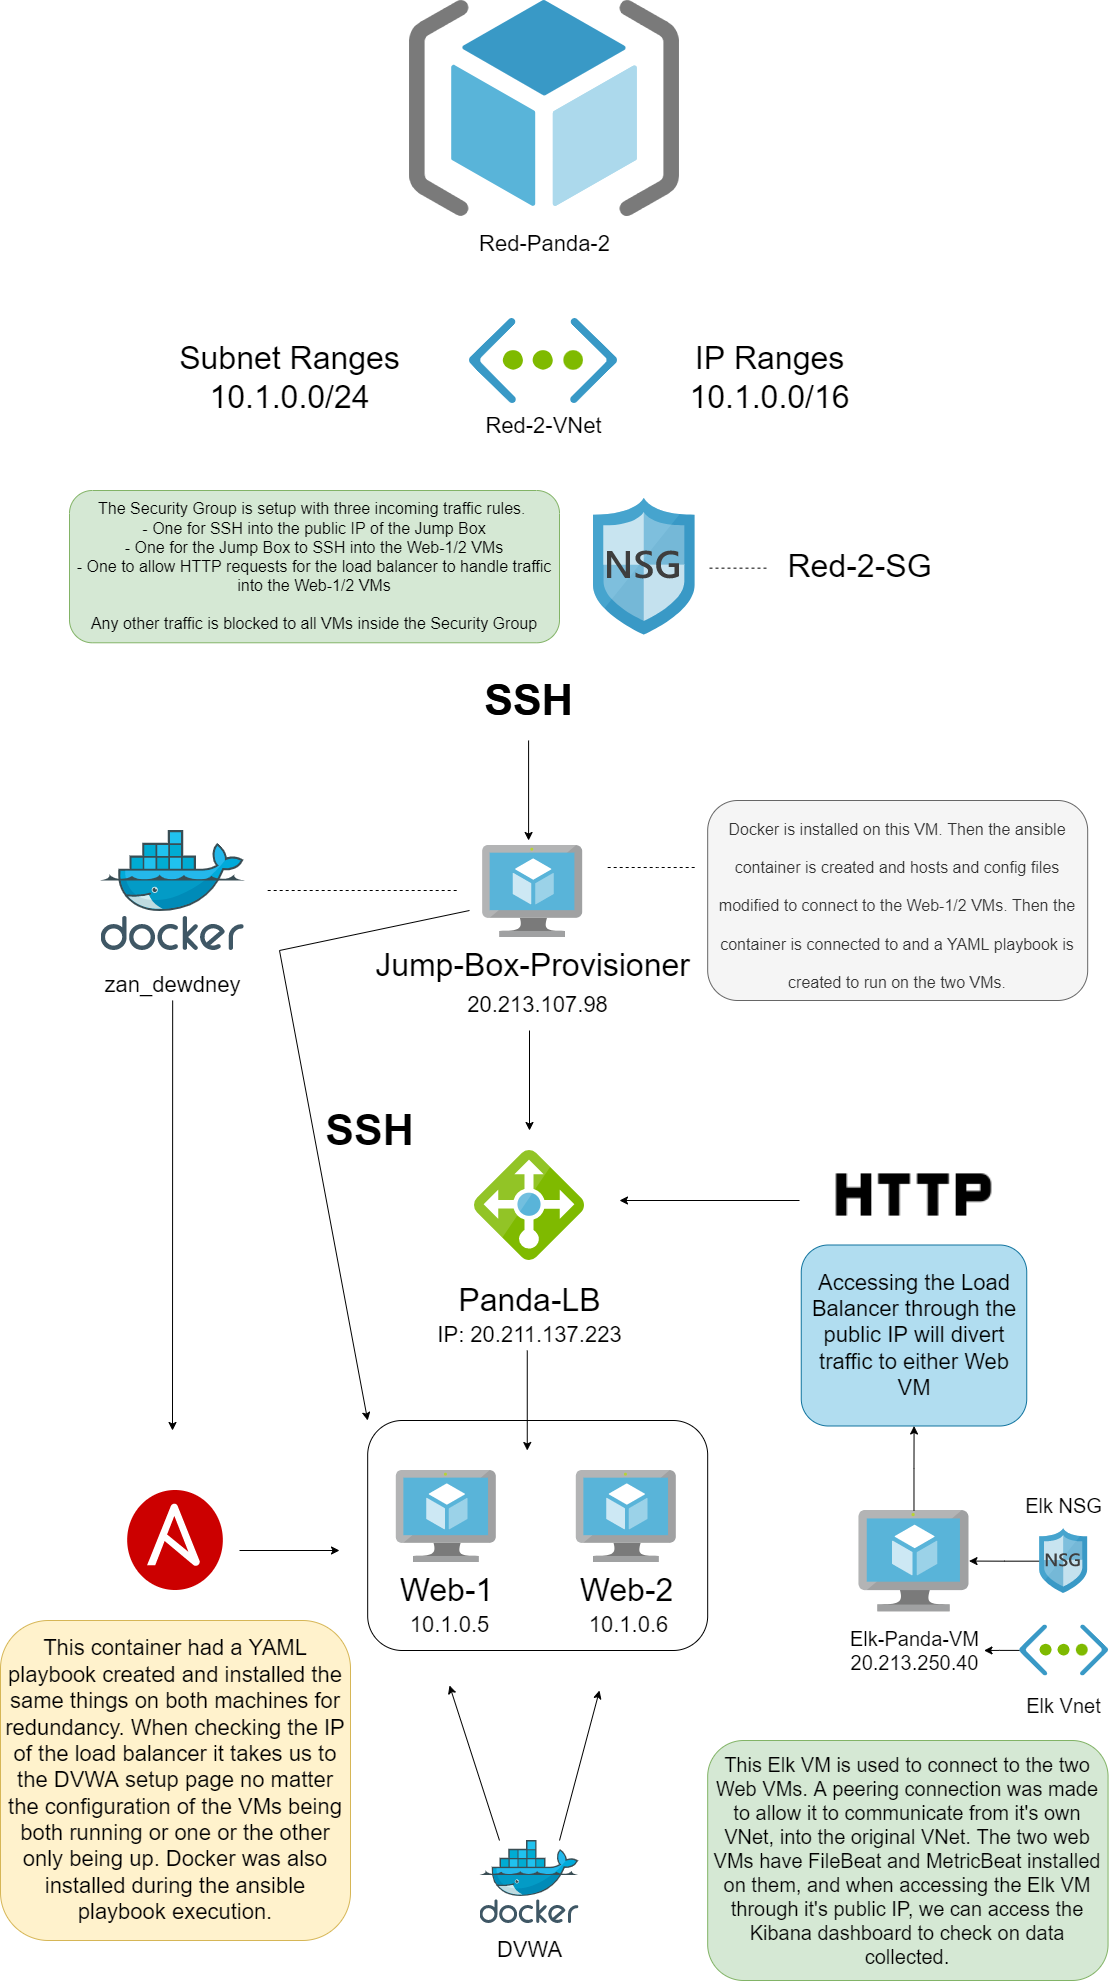 Red-Panda-2
Subnet Ranges
10.1.0.0/24
Red-2-VNet
IP Ranges
10.1.0.0/16
The Security Group is setup with three incoming traffic rules.
- One for SSH into the public IP of the Jump Box
- One for the Jump Box to SSH into the Web-1/2 VMs
- One to allow HTTP requests for the load balancer to handle traffic
into the Web-1/2 VMs
Any other traffic is blocked to all VMs inside the Security Group
NSG
Red-2-SG
SSH
docker
zan_dewdney
Jump-Box-Provisioner
20.213.107.98
Docker is installed on this VM. Then the ansible
container is created and hosts and config files
modified to connect to the Web-1/2 VMs. Then the
container is connected to and a YAML playbook is
created to run on the two VMs.
SSH
HTTP
Panda-LB
IP: 20.211.137.223
Accessing the Load
Balancer through the
public IP will divert
traffic to either Web
VM
Web-1
10.1.0.5
Web-2
10.1.0.6
Elk NSG
NSG
Elk-Panda-VM
20.213.250.40
Elk Vnet
This container had a YAML
playbook created and installed the
same things on both machines for
redundancy. When checking the IP
of the load balancer it takes us to
the DVWA setup page no matter
the configuration of the VMs being
both running or one or the other
only being up. Docker was also
installed during the ansible
playbook execution.
docker
DVWA
This Elk VM is used to connect to the two
Web VMs. A peering connection was made
to allow it to communicate from it's own
VNet, into the original VNet. The two web
VMs have FileBeat and MetricBeat installed
on them, and when accessing the Elk VM
through it's public IP, we can access the
Kibana dashboard to check on data
collected.